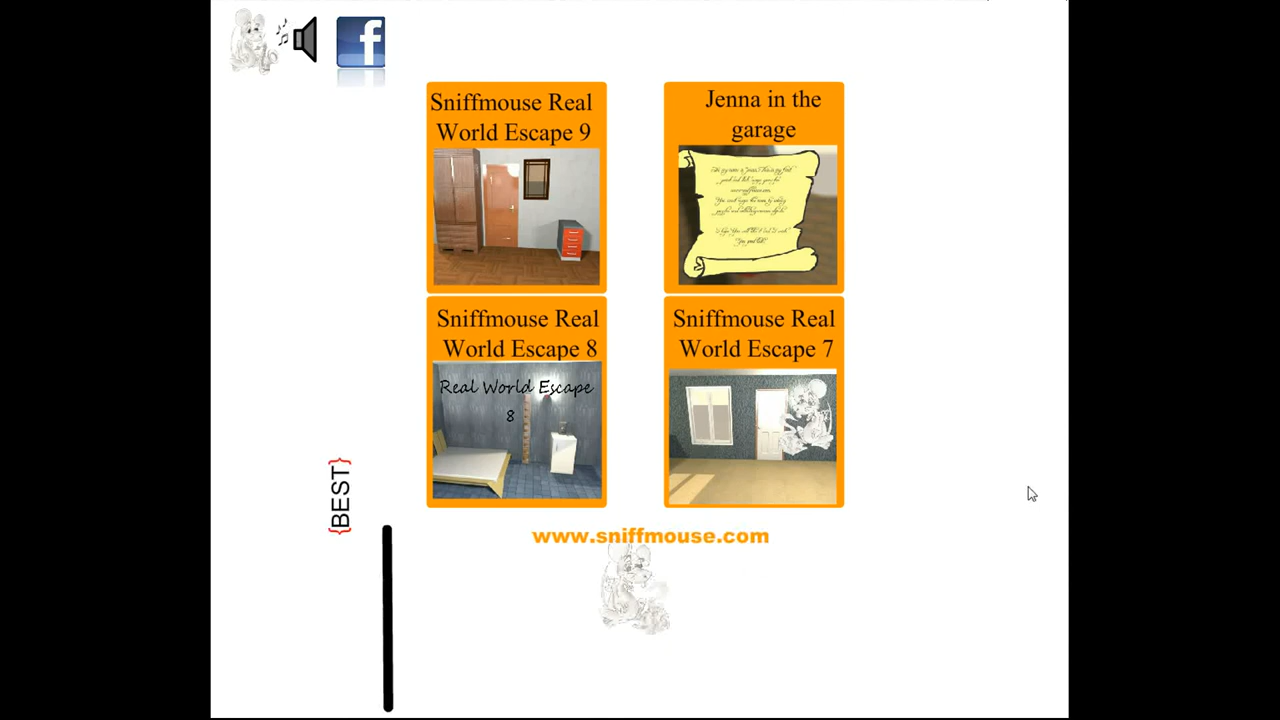 f
Sniffmouse Real
World Escape 9
Jenna in the
garage
Sniffmouse Real
World Escape 8
Real World Escape
8
Sniffmouse Real
World Escape 7
{BEST}
www.sniffmouse.com